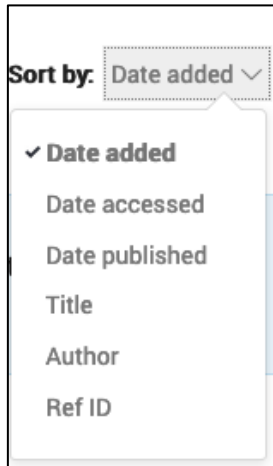 Sort by: Date added
Date added
Date accessed
Date published
Title
Author
Ref ID